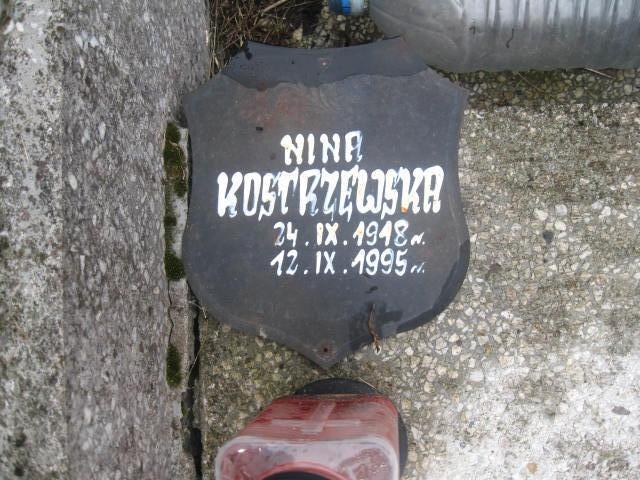 NINA
KOSTRZEWSKA
24.IX.1918 r.
12.IX.1995 r.